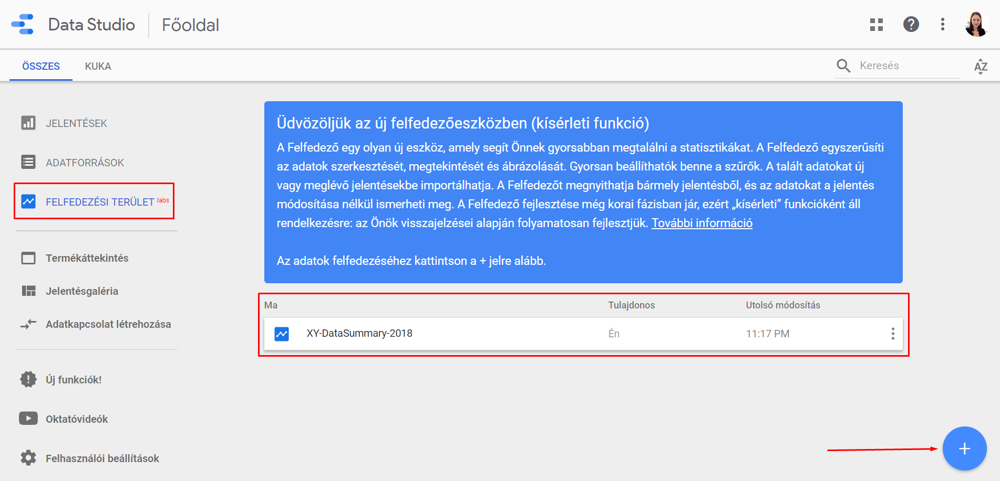 Data Studio
Főoldal
ÖSSZES
KUKA
Keresés
AZ
JELENTÉSEK
ADATFORRÁSOK
FELFEDEZÉSI TERÜLET labs
Termékáttekintés
Jelentésgaléria
Adatkapcsolat létrehozása
Új funkciók!
Oktatóvideók
Felhasználói beállítások
Üdvözöljük az új felfedezőeszközben (kísérleti funkció)
A Felfedező egy olyan új eszköz, amely segít Önnek gyorsabban megtalálni a statisztikákat. A Felfedező egyszerűsíti
az adatok szerkesztését, megtekintését és ábrázolását. Gyorsan beállíthatók benne a szűrők. A talált adatokat új
vagy meglévő jelentésekbe importálhatja. A Felfedezőt megnyithatja bármely jelentésből, és az adatokat a jelentés
módosítása nélkül ismerheti meg. A Felfedező fejlesztése még korai fázisban jár, ezért „kísérleti” funkcióként áll
rendelkezésre: az Önök visszajelzései alapján folyamatosan fejlesztjük. További információ
Az adatok felfedezéséhez kattintson a + jelre alább.
Ma
Tulajdonos
Utolsó módosítás
XY-DataSummary-2018
Én
11:17 PM